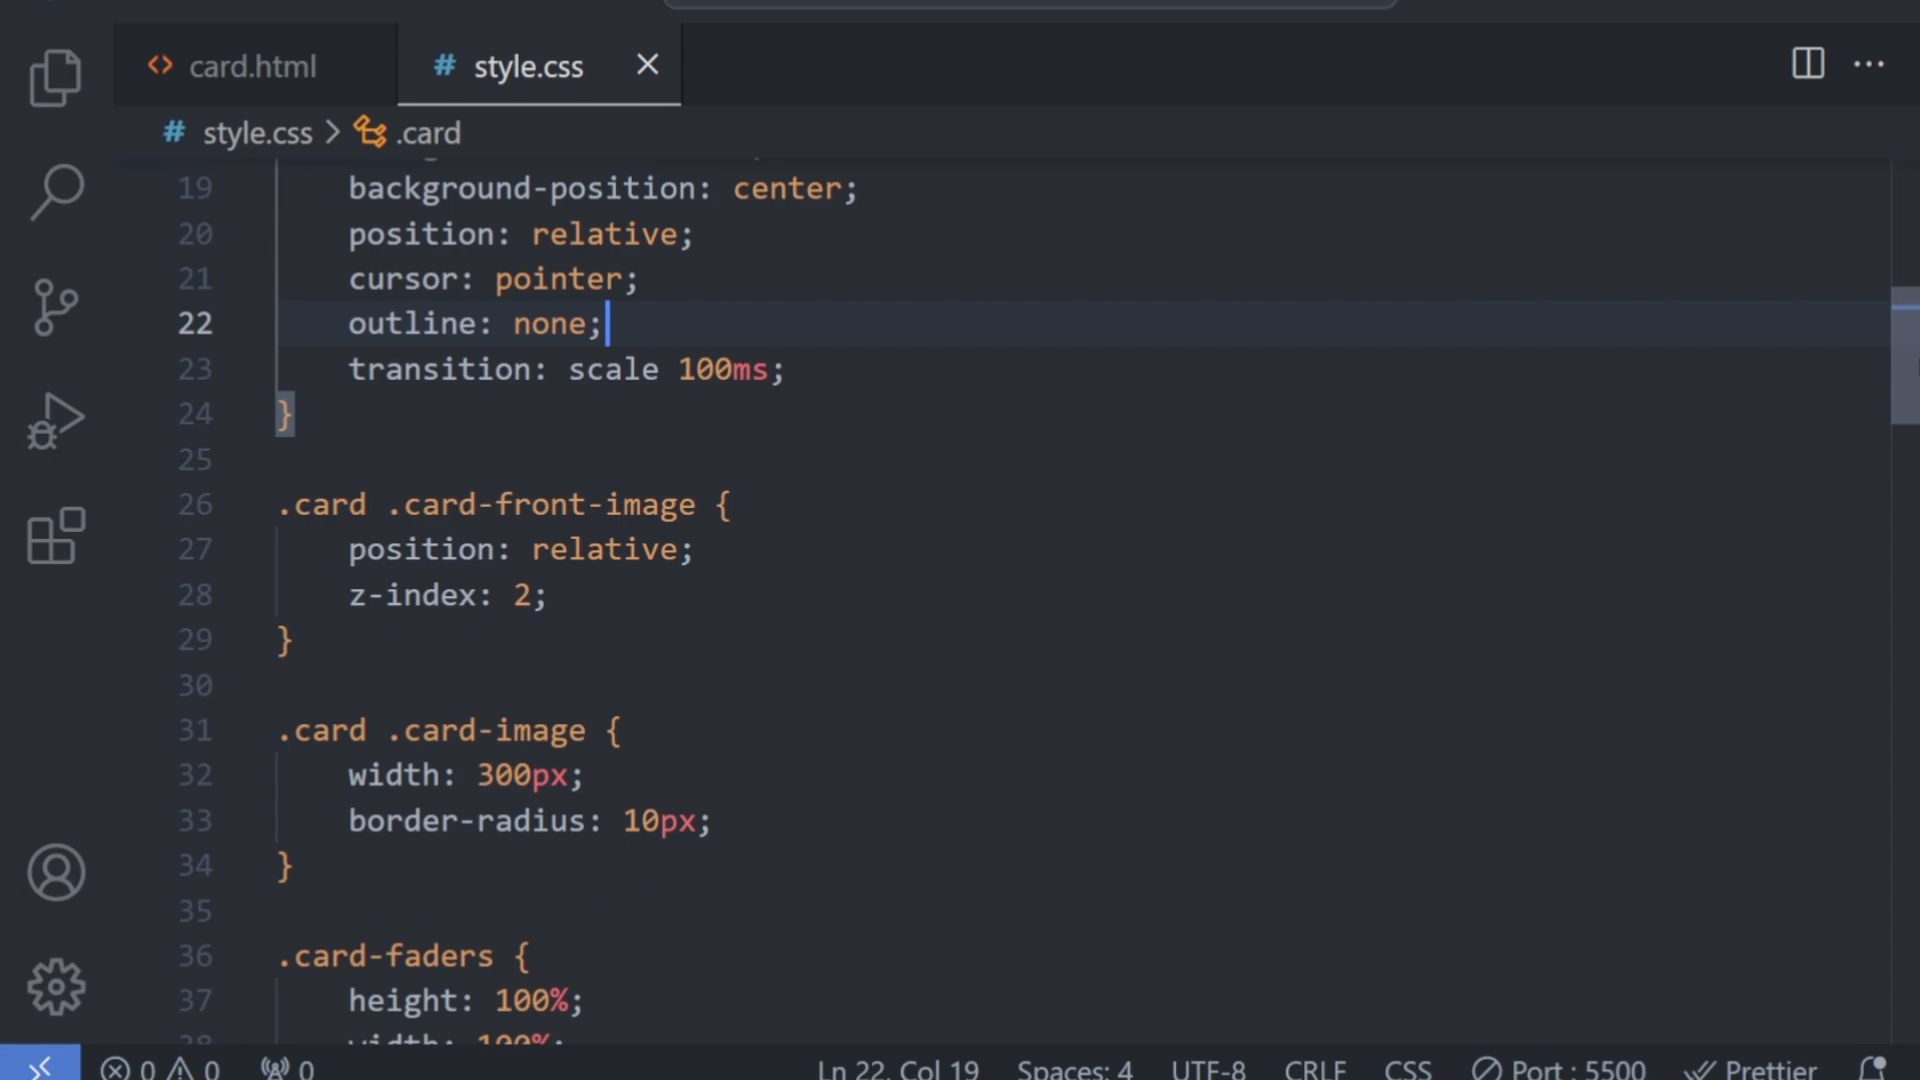 card.html
# style.css
# style.css > .card
19 background-position: center;
20 position: relative;
21 cursor: pointer;
22 outline: none;
23 transition: scale 100ms;
24 }
25
26 .card .card-front-image {
27 position: relative;
28 z-index: 2;
29 }
30
31 .card .card-image {
32 width: 300px;
33 border-radius: 10px;
34 }
35
36 .card-faders {
37 height: 100%;
38 width: 100%;
0 0 0 Ln 22, Col 19 Spaces: 4 UTF-8 CRLF CSS Port : 5500 Prettier